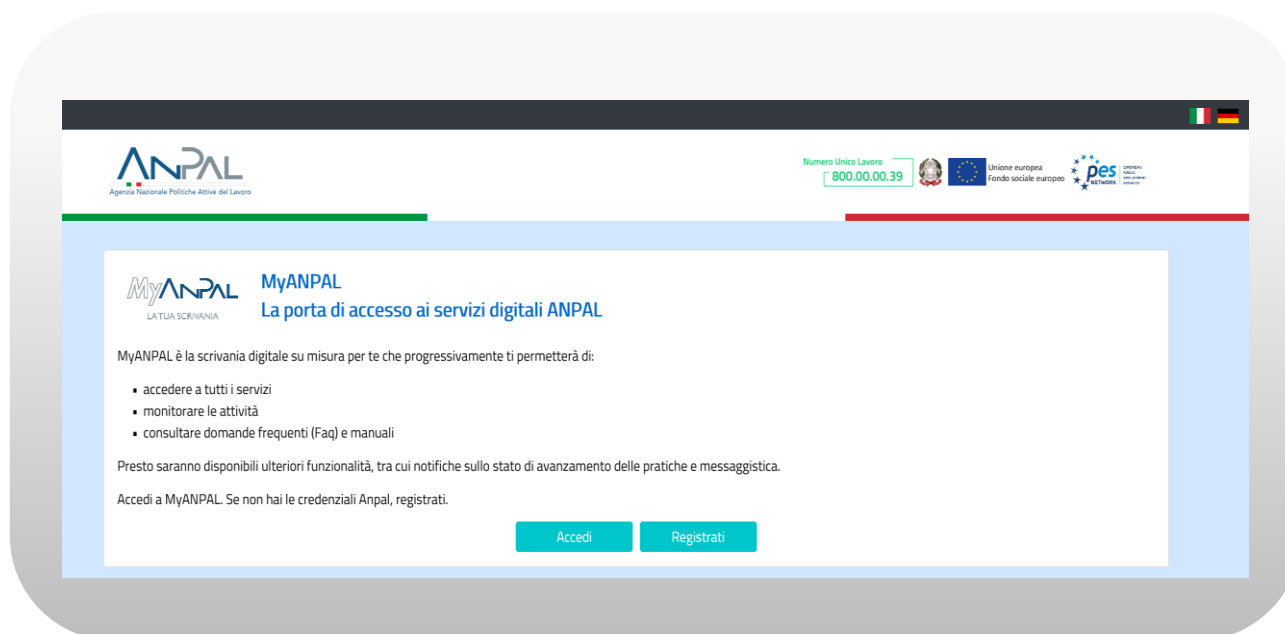 ANPAL
Agenzia Nazionale Politiche Attive del Lavoro
Numero Unico Lavoro
800.00.00.39
Unione europea
Fondo sociale europeo
pes
NETWORK
EUROPEAN
PUBLIC
EMPLOYMENT
SERVICES
MyANPAL
LA TUA SCRIVANIA
MyANPAL
La porta di accesso ai servizi digitali ANPAL
MyANPAL è la scrivania digitale su misura per te che progressivamente ti permetterà di:
▪ accedere a tutti i servizi
▪ monitorare le attività
▪ consultare domande frequenti (Faq) e manuali
Presto saranno disponibili ulteriori funzionalità, tra cui notifiche sullo stato di avanzamento delle pratiche e messaggistica.
Accedi a MyANPAL. Se non hai le credenziali Anpal, registrati.
Accedi
Registrati